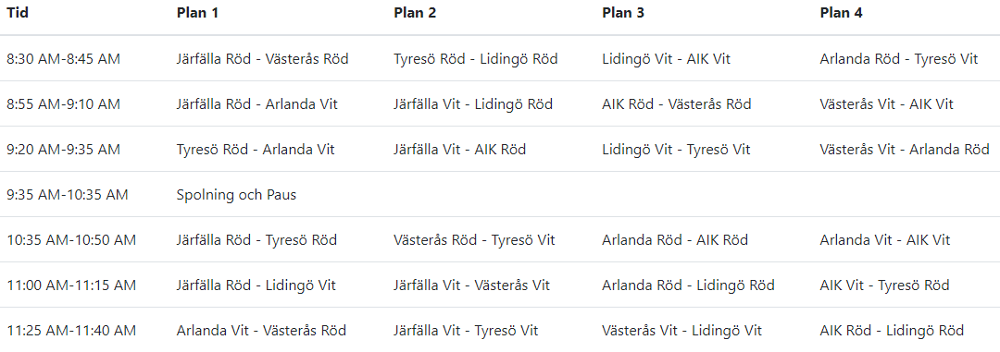 Tid Plan 1 Plan 2 Plan 3 Plan 4
8:30 AM-8:45 AM Järfälla Röd - Västerås Röd Tyresö Röd - Lidingö Röd Lidingö Vit - AIK Vit Arlanda Röd - Tyresö Vit
8:55 AM-9:10 AM Järfälla Röd - Arlanda Vit Järfälla Vit - Lidingö Röd AIK Röd - Västerås Röd Västerås Vit - AIK Vit
9:20 AM-9:35 AM Tyresö Röd - Arlanda Vit Järfälla Vit - AIK Röd Lidingö Vit - Tyresö Vit Västerås Vit - Arlanda Röd
9:35 AM-10:35 AM Spolning och Paus
10:35 AM-10:50 AM Järfälla Röd - Tyresö Röd Västerås Röd - Tyresö Vit Arlanda Röd - AIK Röd Arlanda Vit - AIK Vit
11:00 AM-11:15 AM Järfälla Röd - Lidingö Vit Järfälla Vit - Västerås Vit Arlanda Röd - Lidingö Röd AIK Vit - Tyresö Röd
11:25 AM-11:40 AM Arlanda Vit - Västerås Röd Järfälla Vit - Tyresö Vit Västerås Vit - Lidingö Vit AIK Röd - Lidingö Röd